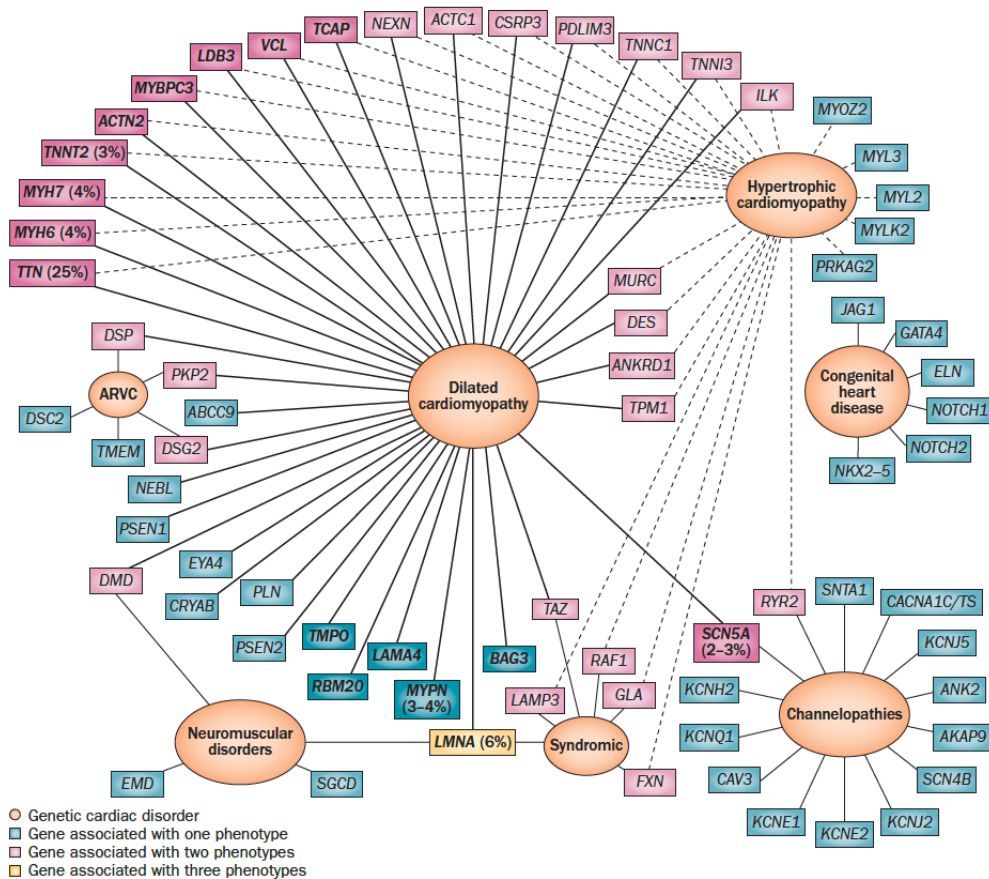 TCAP
NEXN
ACTC1
CSRP3
PDLIM3
VCL
TNNC1
LDB3
TNNI3
MYBPC3
ILK
ACTN2
MYOZ2
TNNT2 (3%)
MYL3
MYH7 (4%)
Hypertrophic
cardiomyopathy
MYL2
MYH6 (4%)
MYLK2
TTN (25%)
PRKAG2
MURC
JAG1
DES
GATA4
DSP
PKP2
ANKRD1
ELN
ARVC
Dilated
cardiomyopathy
Congenital
heart
disease
DSC2
ABCC9
TPM1
NOTCH1
TMEM
DSG2
NOTCH2
NEBL
NKX2–5
PSEN1
EYA4
DMD
PLN
CRYAB
TAZ
RYR2
SNTA1
CACNA1C/TS
PSEN2
TMPO
LAMA4
BAG3
SCN5A
(2–3%)
KCNJ5
RBM20
MYPN
(3–4%)
RAF1
LAMP3
GLA
KCNH2
ANK2
Neuromuscular
disorders
LMNA (6%)
Syndromic
KCNQ1
Channelopathies
AKAP9
EMD
SGCD
FXN
CAV3
SCN4B
KCNE1
KCNE2
KCNJ2
Genetic cardiac disorder
Gene associated with one phenotype
Gene associated with two phenotypes
Gene associated with three phenotypes